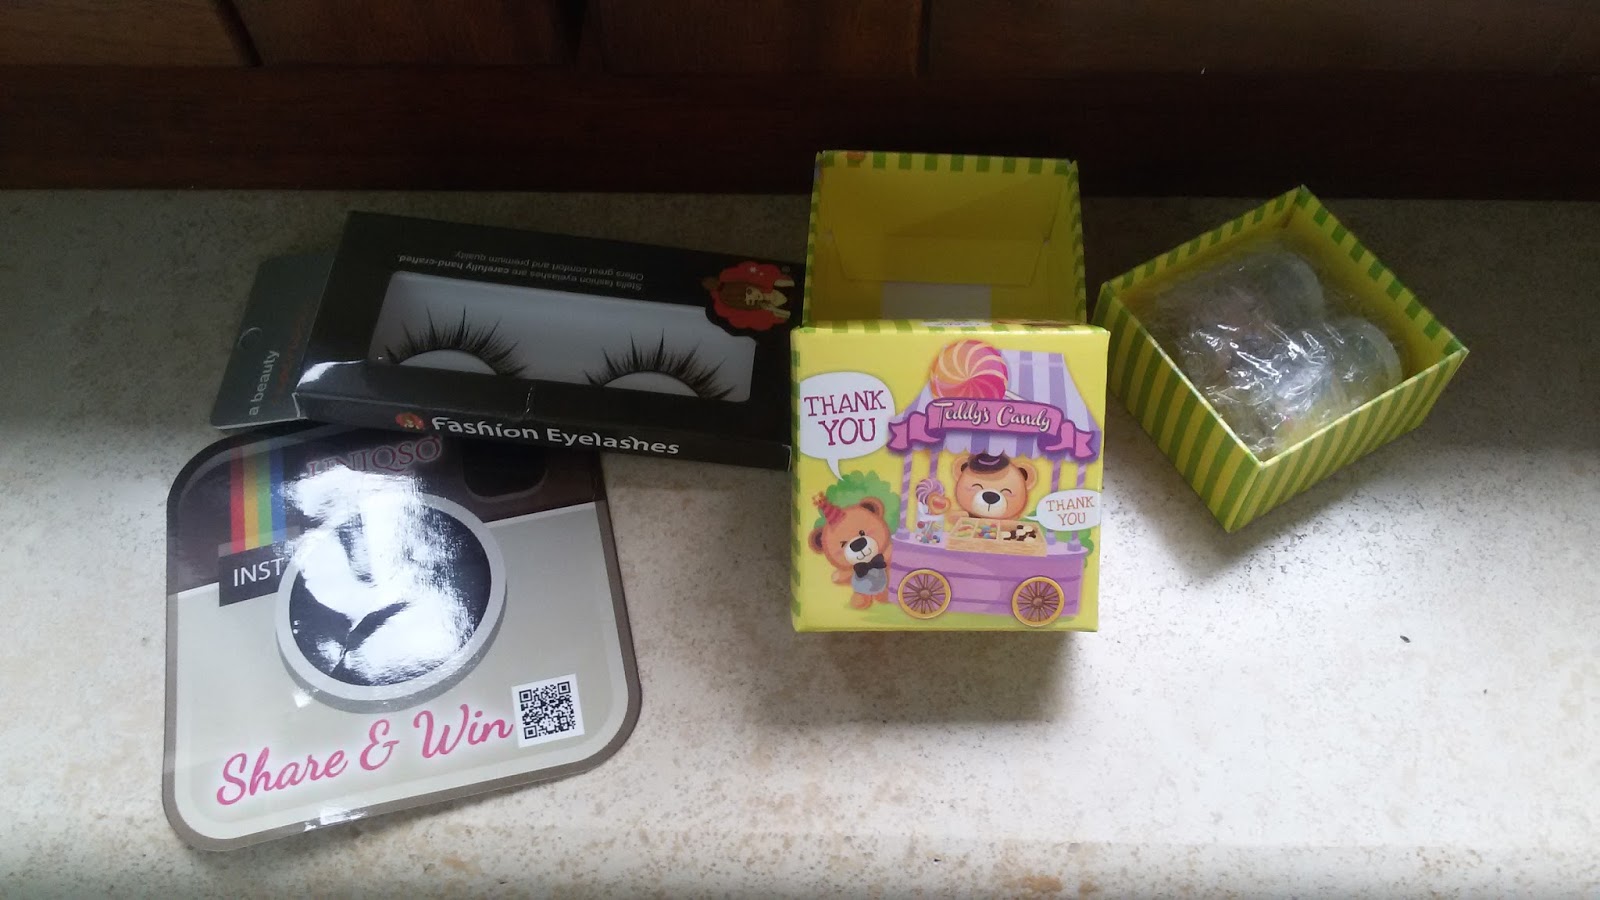 Stella fashion eyelashes are carefully hand-crafted.
Offers great comfort and premium quality.
a beauty
Fashion Eyelashes
UNIQSO
INST
Share & Win
THANK
YOU
Teddy's Candy
THANK
YOU